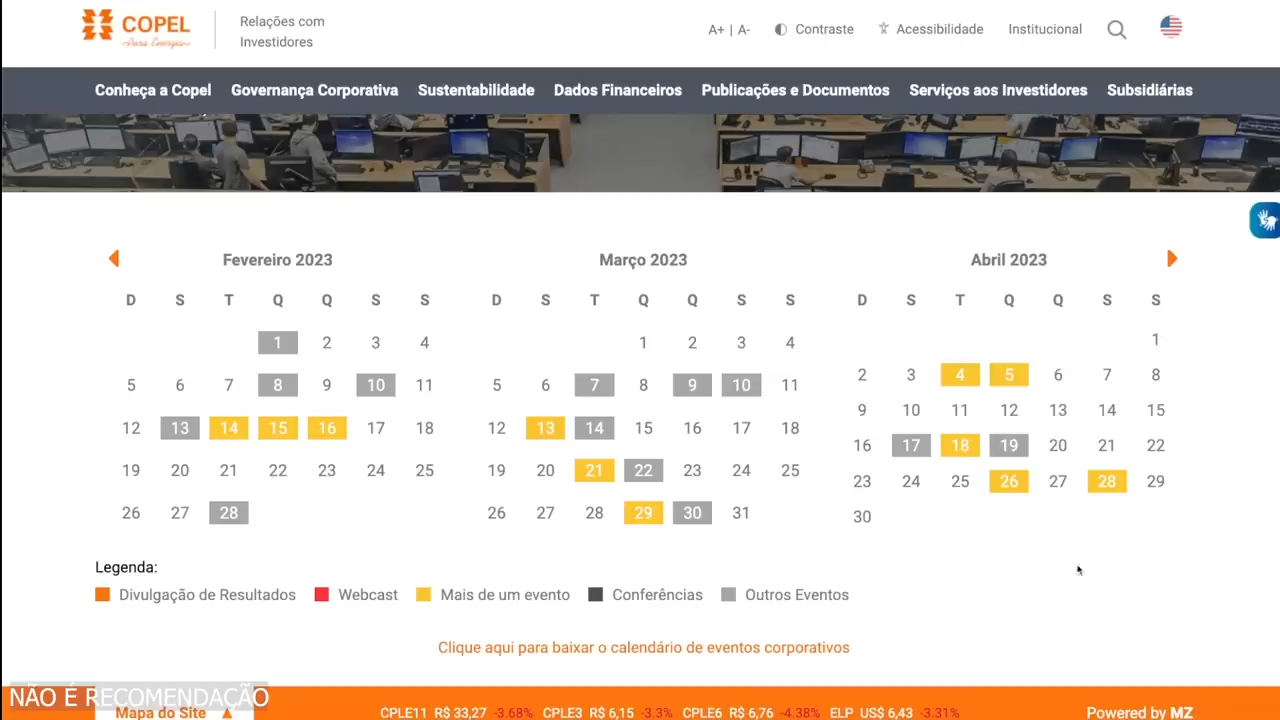 COPEL
Pura Energia
Relações com
Investidores
A+ | A-
Contraste
Acessibilidade
Institucional
Conheça a Copel
Governança Corporativa
Sustentabilidade
Dados Financeiros
Publicações e Documentos
Serviços aos Investidores
Subsidiárias
Fevereiro 2023
D S T Q Q S S
1 2 3 4
5 6 7 8 9 10 11
12 13 14 15 16 17 18
19 20 21 22 23 24 25
26 27 28
Março 2023
D S T Q Q S S
1 2 3 4
5 6 7 8 9 10 11
12 13 14 15 16 17 18
19 20 21 22 23 24 25
26 27 28 29 30 31
Abril 2023
D S T Q Q S S
1
2 3 4 5 6 7 8
9 10 11 12 13 14 15
16 17 18 19 20 21 22
23 24 25 26 27 28 29
30
Legenda:
Divulgação de Resultados
Webcast
Mais de um evento
Conferências
Outros Eventos
Clique aqui para baixar o calendário de eventos corporativos
NÃO É RECOMENDAÇÃO
Mapa do Site
CPLE11 R$ 33,27 -3.68% CPLE3 R$ 6,15 -3.3% CPLE6 R$ 6,76 -4.38% ELP US$ 6,43 -3.31%
Powered by MZ